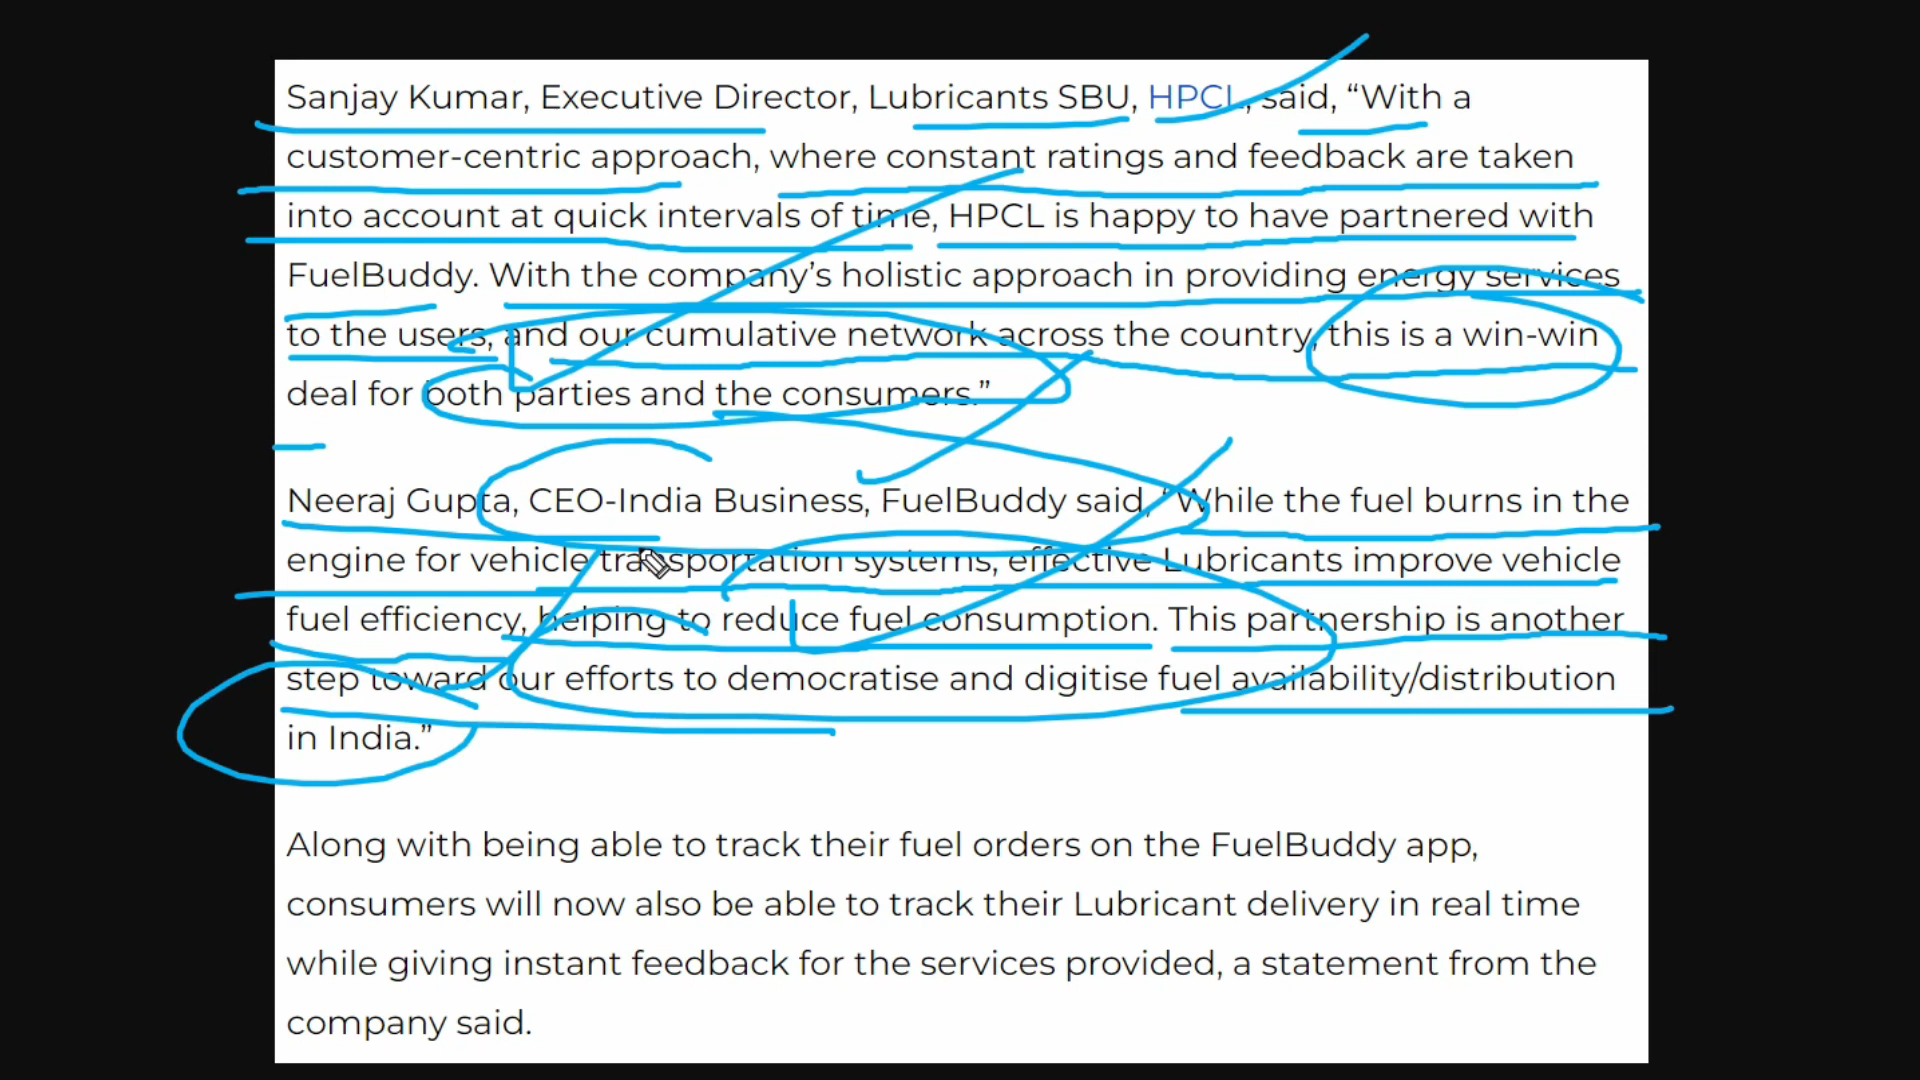 Sanjay Kumar, Executive Director, Lubricants SBU, HPCL, said, “With a
customer-centric approach, where constant ratings and feedback are taken
into account at quick intervals of time, HPCL is happy to have partnered with
FuelBuddy. With the company’s holistic approach in providing energy services
to the users, and our cumulative network across the country, this is a win-win
deal for both parties and the consumers.”
Neeraj Gupta, CEO-India Business, FuelBuddy said, “While the fuel burns in the
engine for vehicle transportation systems, effective Lubricants improve vehicle
fuel efficiency, helping to reduce fuel consumption. This partnership is another
step toward our efforts to democratise and digitise fuel availability/distribution
in India.”
Along with being able to track their fuel orders on the FuelBuddy app,
consumers will now also be able to track their Lubricant delivery in real time
while giving instant feedback for the services provided, a statement from the
company said.